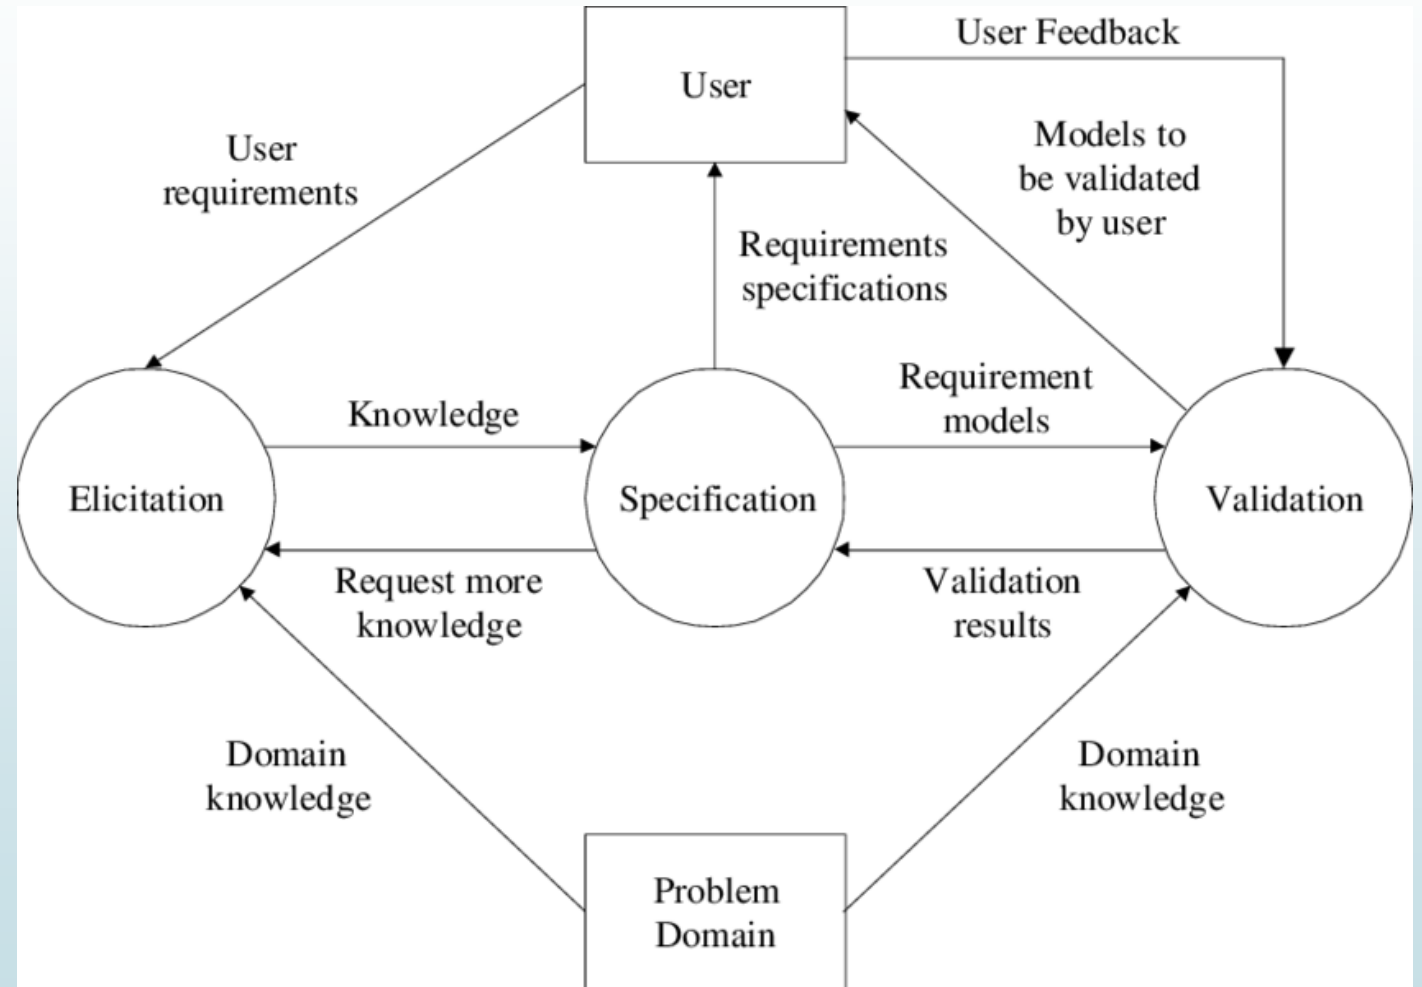 User Feedback
User
User
requirements
Models to
be validated
by user
Requirements
specifications
Knowledge
Requirement
models
Elicitation
Specification
Validation
Request more
knowledge
Validation
results
Domain
knowledge
Domain
knowledge
Problem
Domain